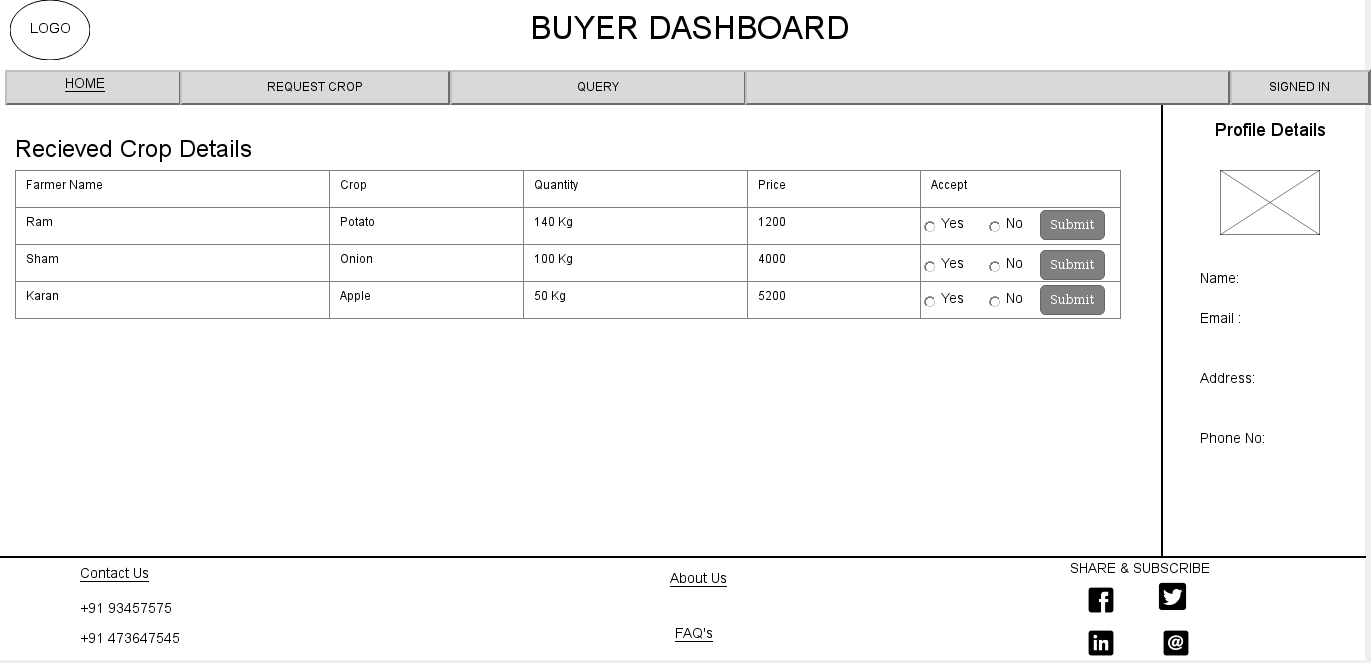 LOGO
BUYER DASHBOARD
HOME REQUEST CROP QUERY SIGNED IN
Recieved Crop Details
Farmer Name Crop Quantity Price Accept
Ram Potato 140 Kg 1200 Yes No Submit
Sham Onion 100 Kg 4000 Yes No Submit
Karan Apple 50 Kg 5200 Yes No Submit
Profile Details
Name:
Email :
Address:
Phone No:
Contact Us
+91 93457575
+91 473647545
About Us
FAQ's
SHARE & SUBSCRIBE
f
in @